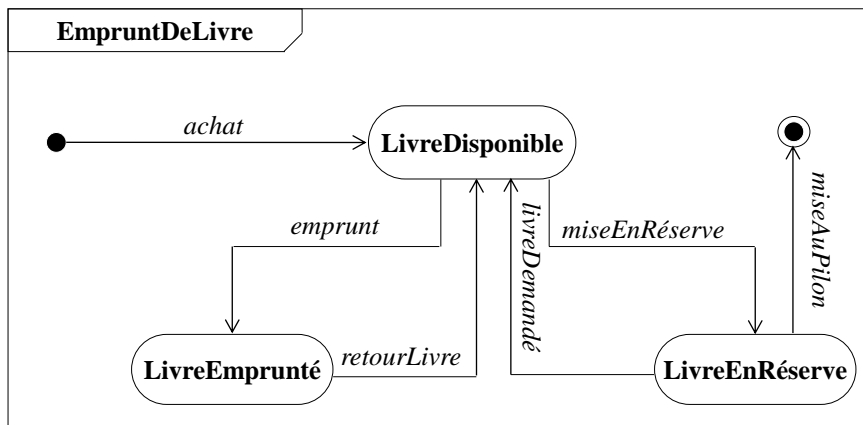 EmpruntDeLivre
achat
LivreDisponible
emprunt
livreDemandé
miseEnRéserve
miseAuPilon
LivreEmprunté
retourLivre
LivreEnRéserve